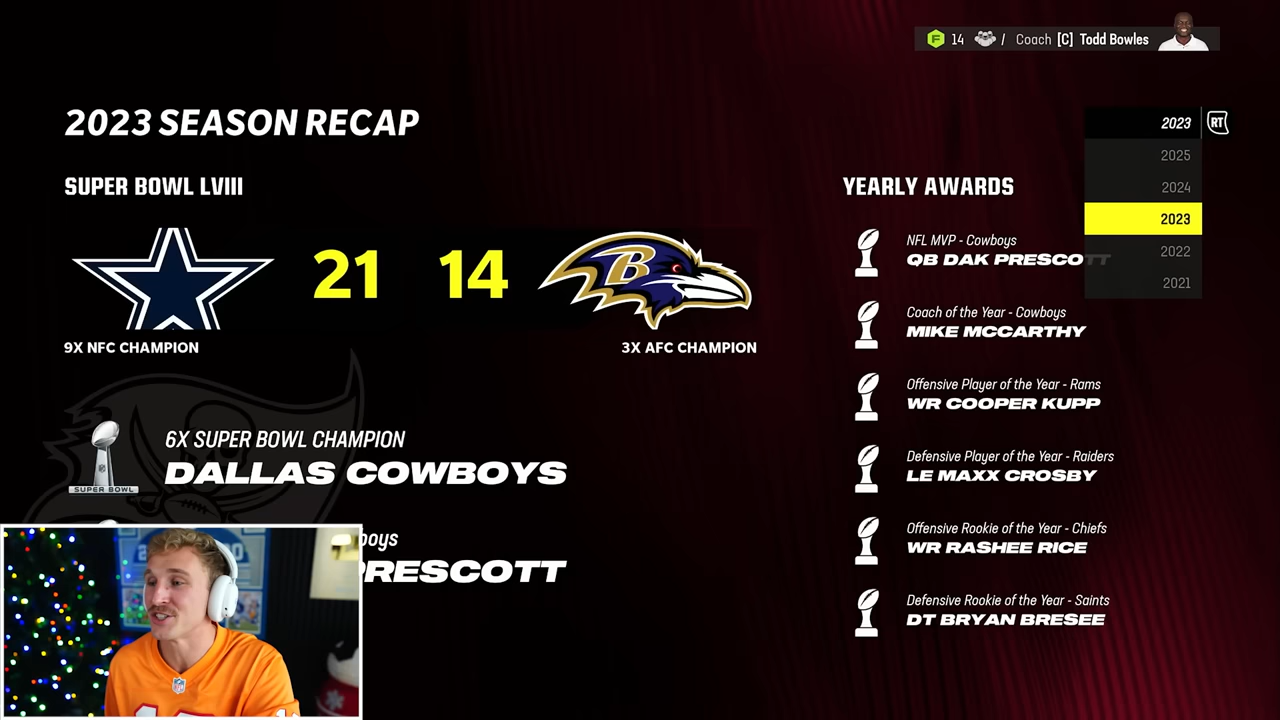 14 / Coach [C] Todd Bowles
2023 SEASON RECAP
2023 RT
2025
2024
2023
2022
2021
SUPER BOWL LVIII
21 14
B
9X NFC CHAMPION
3X AFC CHAMPION
6X SUPER BOWL CHAMPION
DALLAS COWBOYS
SUPER BOWL
boys
PRESCOTT
YEARLY AWARDS
NFL MVP - Cowboys
QB DAK PRESCOTT
Coach of the Year - Cowboys
MIKE MCCARTHY
Offensive Player of the Year - Rams
WR COOPER KUPP
Defensive Player of the Year - Raiders
LE MAXX CROSBY
Offensive Rookie of the Year - Chiefs
WR RASHEE RICE
Defensive Rookie of the Year - Saints
DT BRYAN BRESEE
NFL